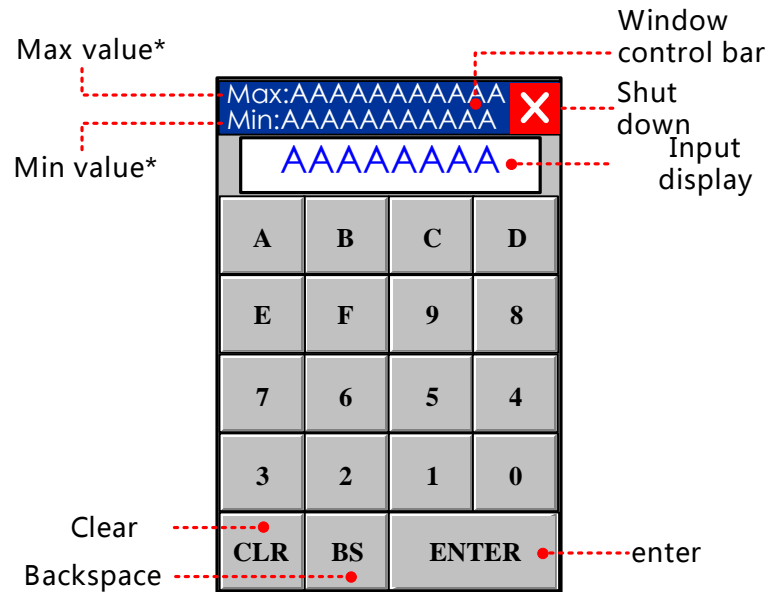 Window
control bar
Max value*
Max:AAAAAAAAAAA
Min:AAAAAAAAAAA
Shut
down
Min value*
Input
display
AAAAAAAA
A B C D
E F 9 8
7 6 5 4
3 2 1 0
Clear
CLR BS ENTER
enter
Backspace